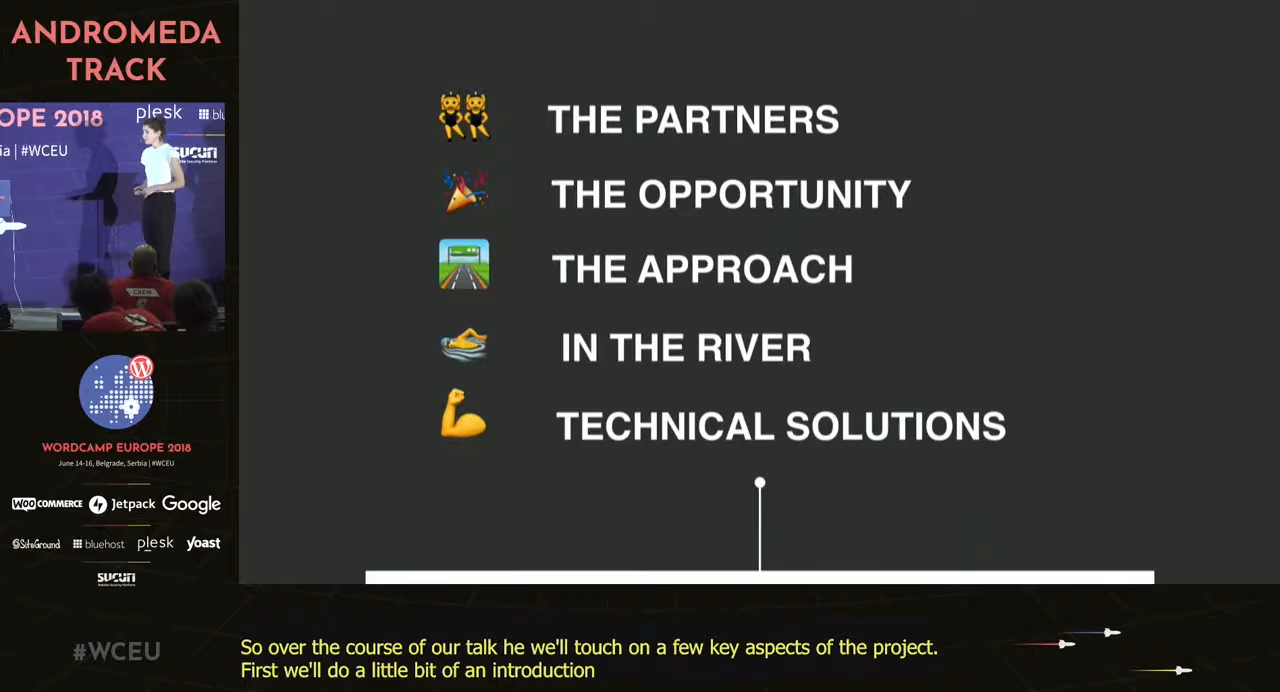 ANDROMEDA
TRACK
OPE 2018
plesk
ia | #WCEU
sucuri
THE PARTNERS
THE OPPORTUNITY
THE APPROACH
IN THE RIVER
TECHNICAL SOLUTIONS
WORDCAMP EUROPE 2018
June 14-16, Belgrade, Serbia | #WCEU
WOO COMMERCE Jetpack Google
SiteGround bluehost plesk yoast
sucuri
#WCEU
So over the course of our talk he we'll touch on a few key aspects of the project.
First we'll do a little bit of an introduction